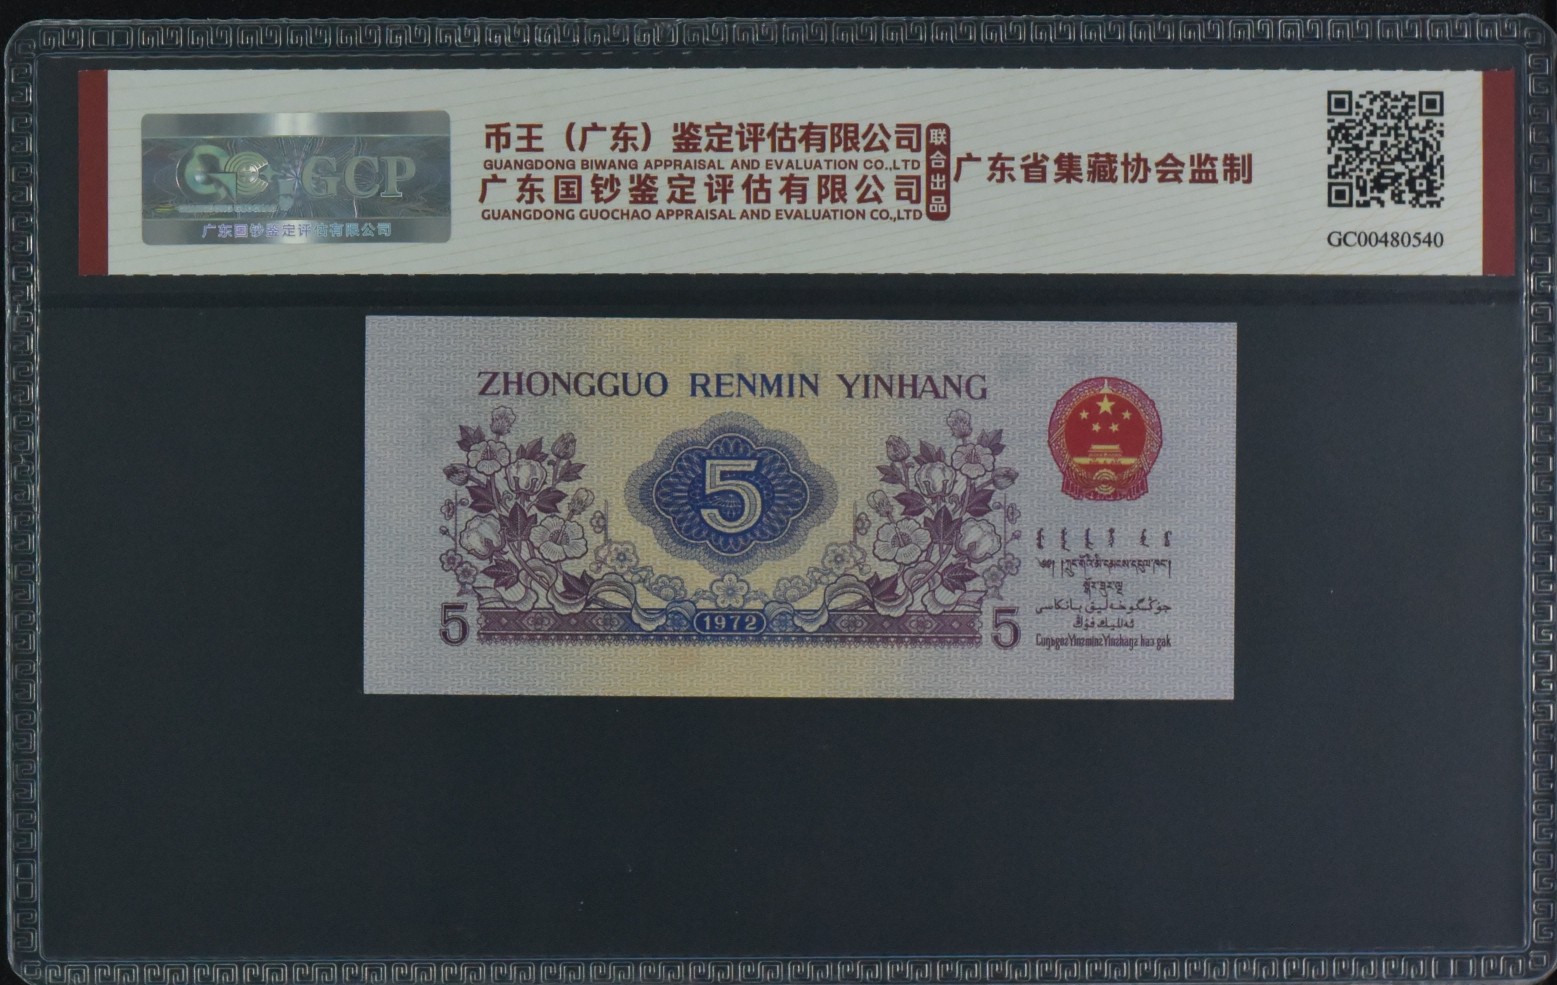 GCP
广东国钞鉴定评估有限公司
币王（广东）鉴定评估有限公司
GUANGDONG BIWANG APPRAISAL AND EVALUATION CO.,LTD
广东国钞鉴定评估有限公司
GUANGDONG GUOCHAO APPRAISAL AND EVALUATION CO.,LTD
联合出品
广东省集藏协会监制
GC00480540
ZHONGGUO RENMIN YINHANG
5
5
1972
5
جۇڭگو خەلق بانكاسى